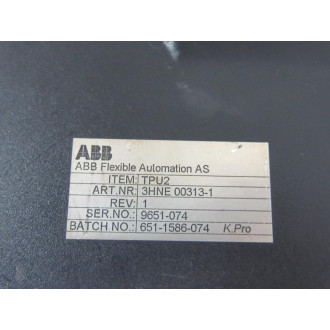 ABB
ABB Flexible Automation AS
ITEM: TPU2
ART.NR: 3HNE 00313-1
REV: 1
SER.NO.: 9651-074
BATCH NO.: 651-1586-074 K.Pro